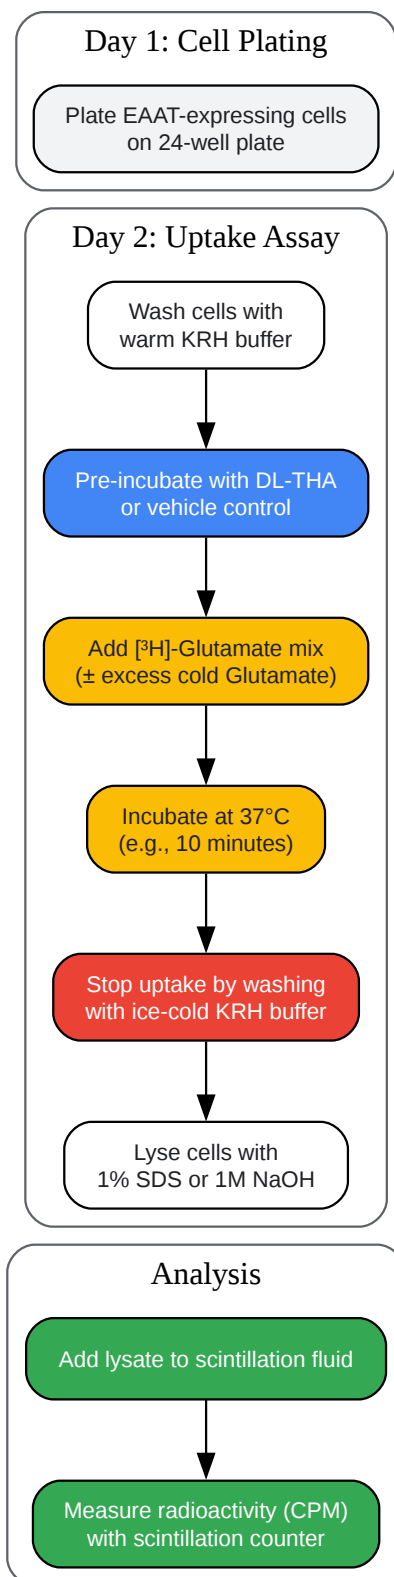 Day 1: Cell Plating
Plate EAAT-expressing cells
on 24-well plate
Day 2: Uptake Assay
Wash cells with
warm KRH buffer
Pre-incubate with DL-THA
or vehicle control
Add [³H]-Glutamate mix
(± excess cold Glutamate)
Incubate at 37°C
(e.g., 10 minutes)
Stop uptake by washing
with ice-cold KRH buffer
Lyse cells with
1% SDS or 1M NaOH
Analysis
Add lysate to scintillation fluid
Measure radioactivity (CPM)
with scintillation counter